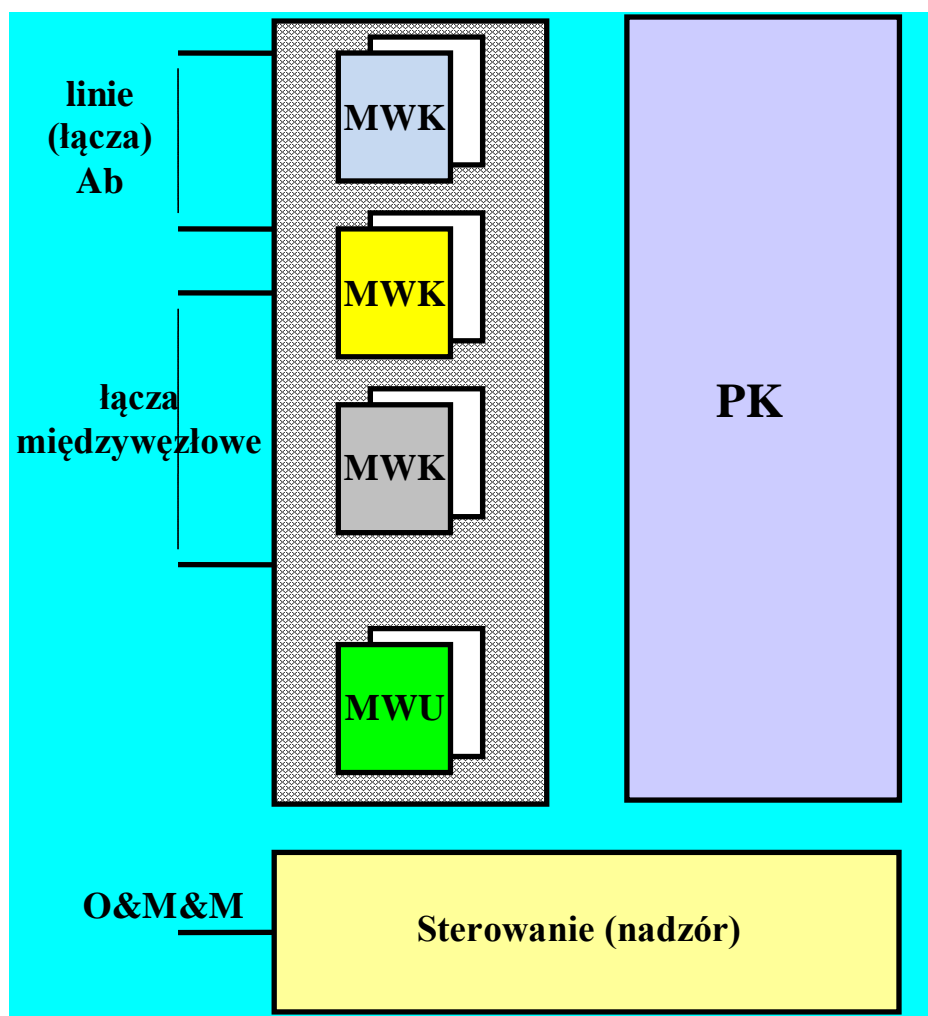 linie
(łącza)
Ab
MWK
MWK
łącza
międzywęzłowe
MWK
PK
MWU
O&M&M
Sterowanie (nadzór)